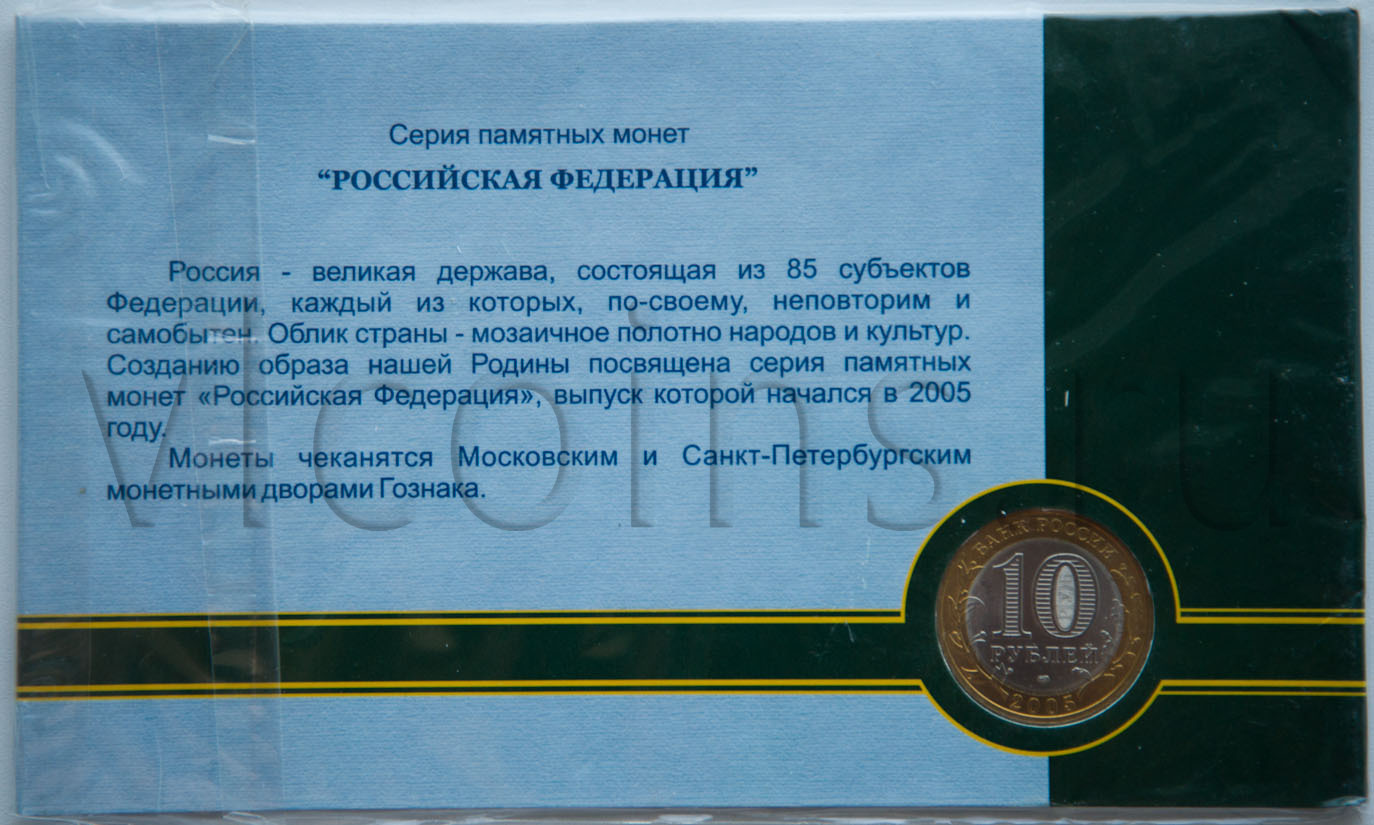 Серия памятных монет
“РОССИЙСКАЯ ФЕДЕРАЦИЯ”
Россия - великая держава, состоящая из 85 субъектов
Федерации, каждый из которых, по-своему, неповторим и
самобытен. Облик страны - мозаичное полотно народов и культур.
Созданию образа нашей Родины посвящена серия памятных
монет «Российская Федерация», выпуск которой начался в 2005
году.
Монеты чеканятся Московским и Санкт-Петербургским
монетными дворами Гознака.
vlcoins.ru
БАНК РОССИИ
10
РУБЛЕЙ
2005